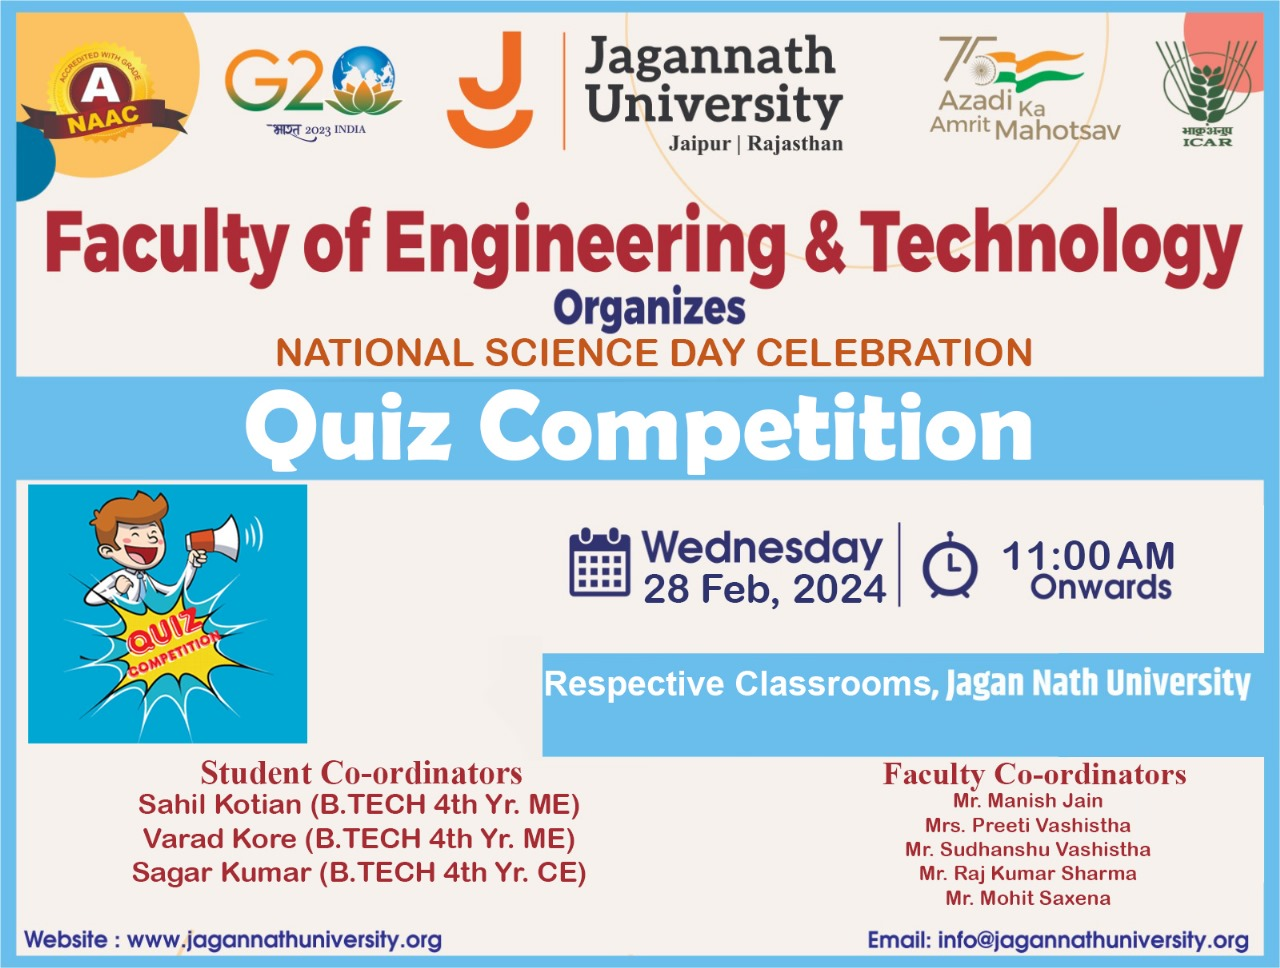 ACCREDITED WITH GRADE
A
NAAC
G20
भारत 2023 INDIA
Jagannath
University
Jaipur | Rajasthan
75
Azadi Ka
Amrit Mahotsav
भाकृअनुप
ICAR
Faculty of Engineering & Technology
Organizes
NATIONAL SCIENCE DAY CELEBRATION
Quiz Competition
QUIZ
COMPETITION
Wednesday
28 Feb, 2024
11:00 AM
Onwards
Respective Classrooms, Jagan Nath University
Student Co-ordinators
Sahil Kotian (B.TECH 4th Yr. ME)
Varad Kore (B.TECH 4th Yr. ME)
Sagar Kumar (B.TECH 4th Yr. CE)
Faculty Co-ordinators
Mr. Manish Jain
Mrs. Preeti Vashistha
Mr. Sudhanshu Vashistha
Mr. Raj Kumar Sharma
Mr. Mohit Saxena
Website : www.jagannathuniversity.org
Email: info@jagannathuniversity.org